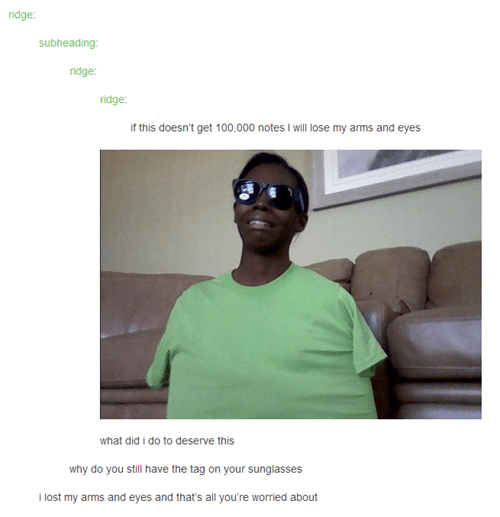 ridge:
subheading:
ridge:
ridge:
if this doesn't get 100,000 notes I will lose my arms and eyes
what did i do to deserve this
why do you still have the tag on your sunglasses
i lost my arms and eyes and that's all you're worried about